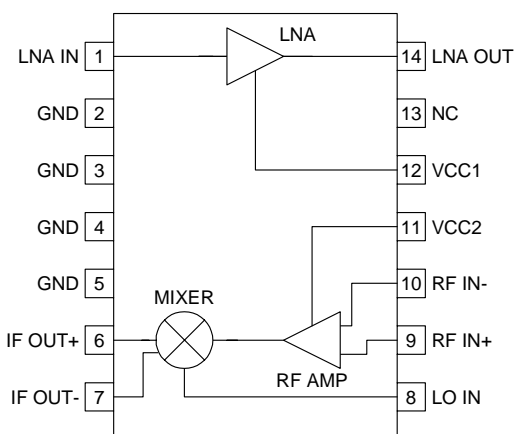 LNA
LNA IN 1
14 LNA OUT
GND 2
13 NC
GND 3
12 VCC1
GND 4
11 VCC2
GND 5
10 RF IN-
MIXER
IF OUT+ 6
9 RF IN+
RF AMP
IF OUT- 7
8 LO IN